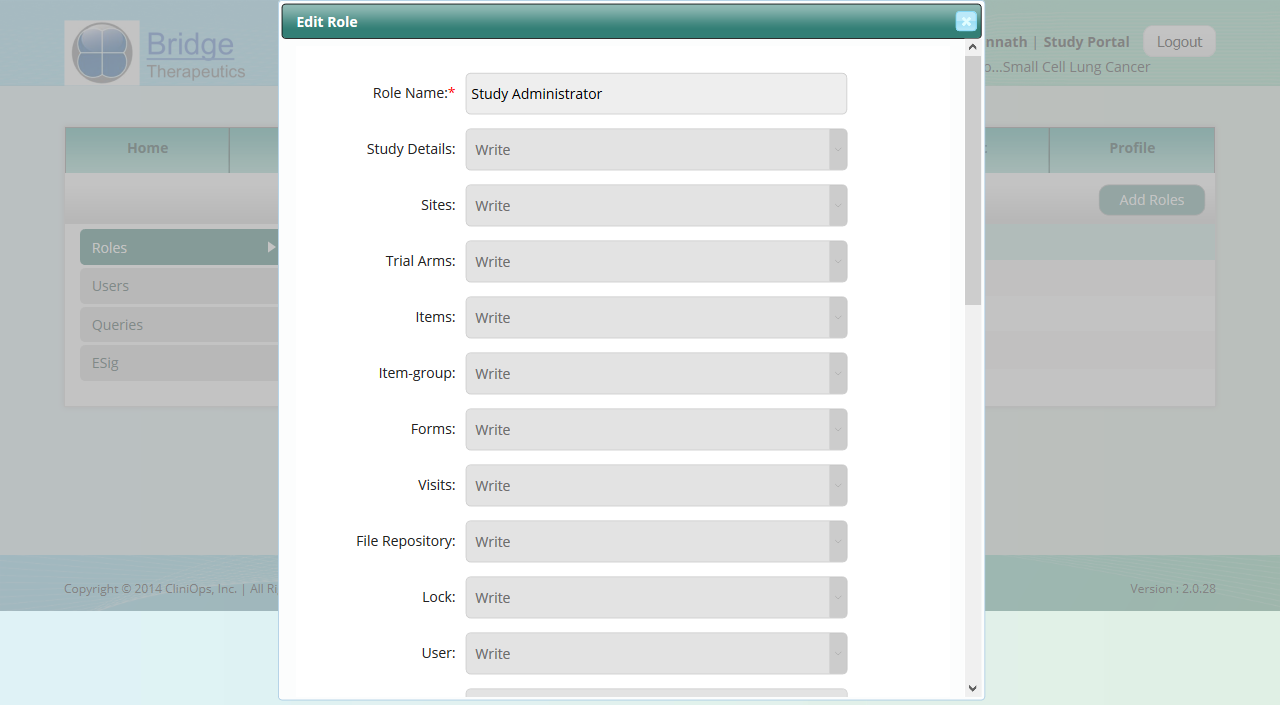 Edit Role
Bridge
Therapeutics
nnath | Study Portal
Logout
o...Small Cell Lung Cancer
Home
Profile
Add Roles
Roles
Users
Queries
ESig
Role Name:*
Study Administrator
Study Details:
Write
Sites:
Write
Trial Arms:
Write
Items:
Write
Item-group:
Write
Forms:
Write
Visits:
Write
File Repository:
Write
Lock:
Write
User:
Write
Copyright © 2014 CliniOps, Inc. | All Ri
Version : 2.0.28